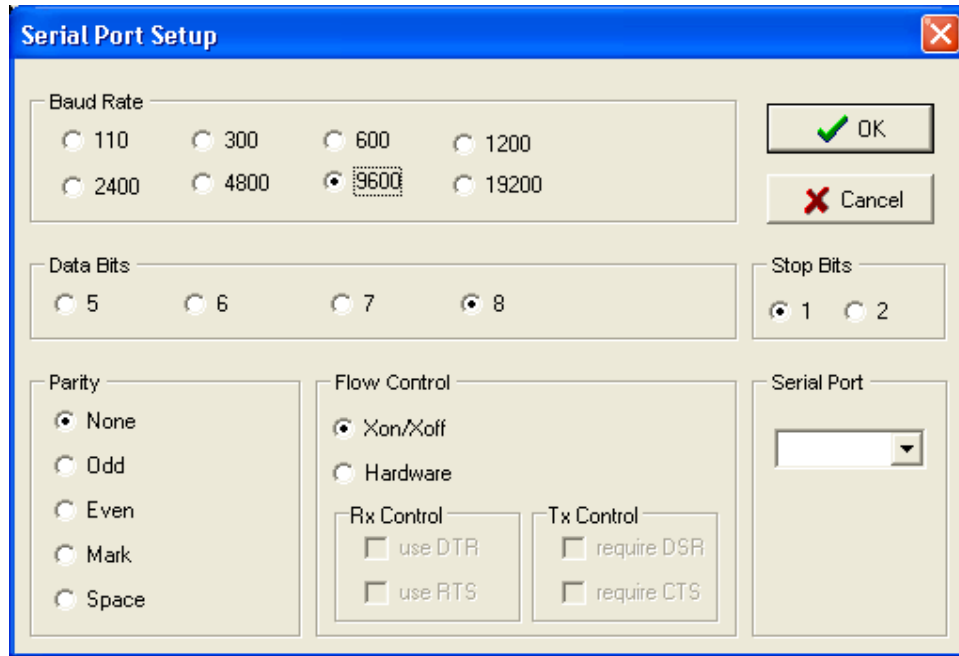 Serial Port Setup
Baud Rate
110 300 600 1200
2400 4800 9600 19200
OK
Cancel
Data Bits
5 6 7 8
Stop Bits
1 2
Parity
None
Odd
Even
Mark
Space
Flow Control
Xon/Xoff
Hardware
Rx Control
use DTR
use RTS
Tx Control
require DSR
require CTS
Serial Port